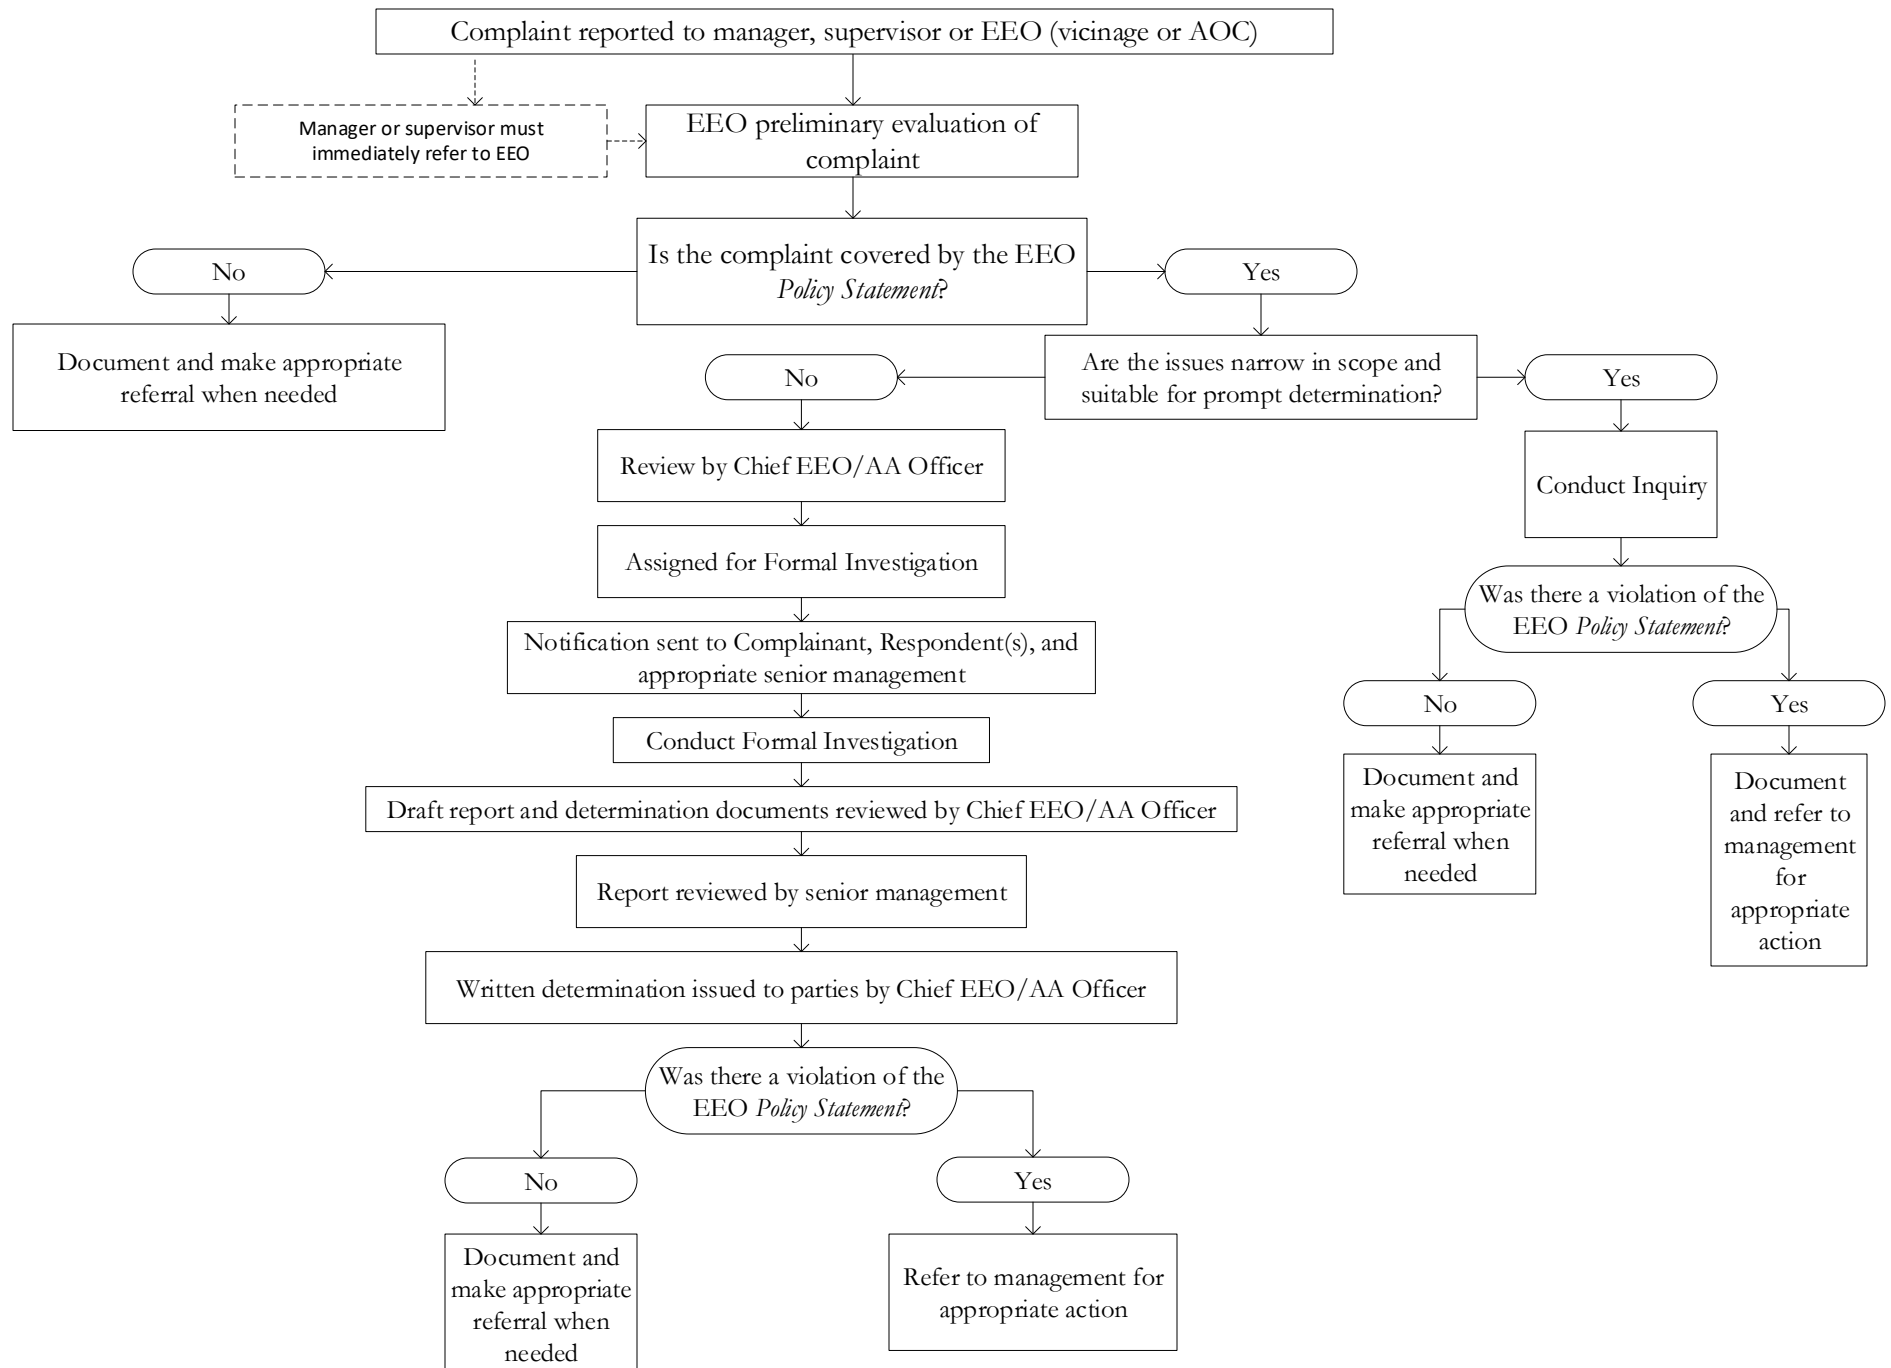 Complaint reported to manager, supervisor or EEO (vicinage or AOC)
Manager or supervisor must
immediately refer to EEO
EEO preliminary evaluation of
complaint
Is the complaint covered by the EEO
Policy Statement?
No
Yes
Document and make appropriate
referral when needed
Are the issues narrow in scope and
suitable for prompt determination?
No
Yes
Review by Chief EEO/AA Officer
Assigned for Formal Investigation
Notification sent to Complainant, Respondent(s), and
appropriate senior management
Conduct Formal Investigation
Draft report and determination documents reviewed by Chief EEO/AA Officer
Report reviewed by senior management
Written determination issued to parties by Chief EEO/AA Officer
Was there a violation of the
EEO Policy Statement?
No
Document and
make appropriate
referral when
needed
Yes
Refer to management for
appropriate action
Conduct Inquiry
Was there a violation of the
EEO Policy Statement?
No
Document and
make appropriate
referral when
needed
Yes
Document
and refer to
management
for
appropriate
action